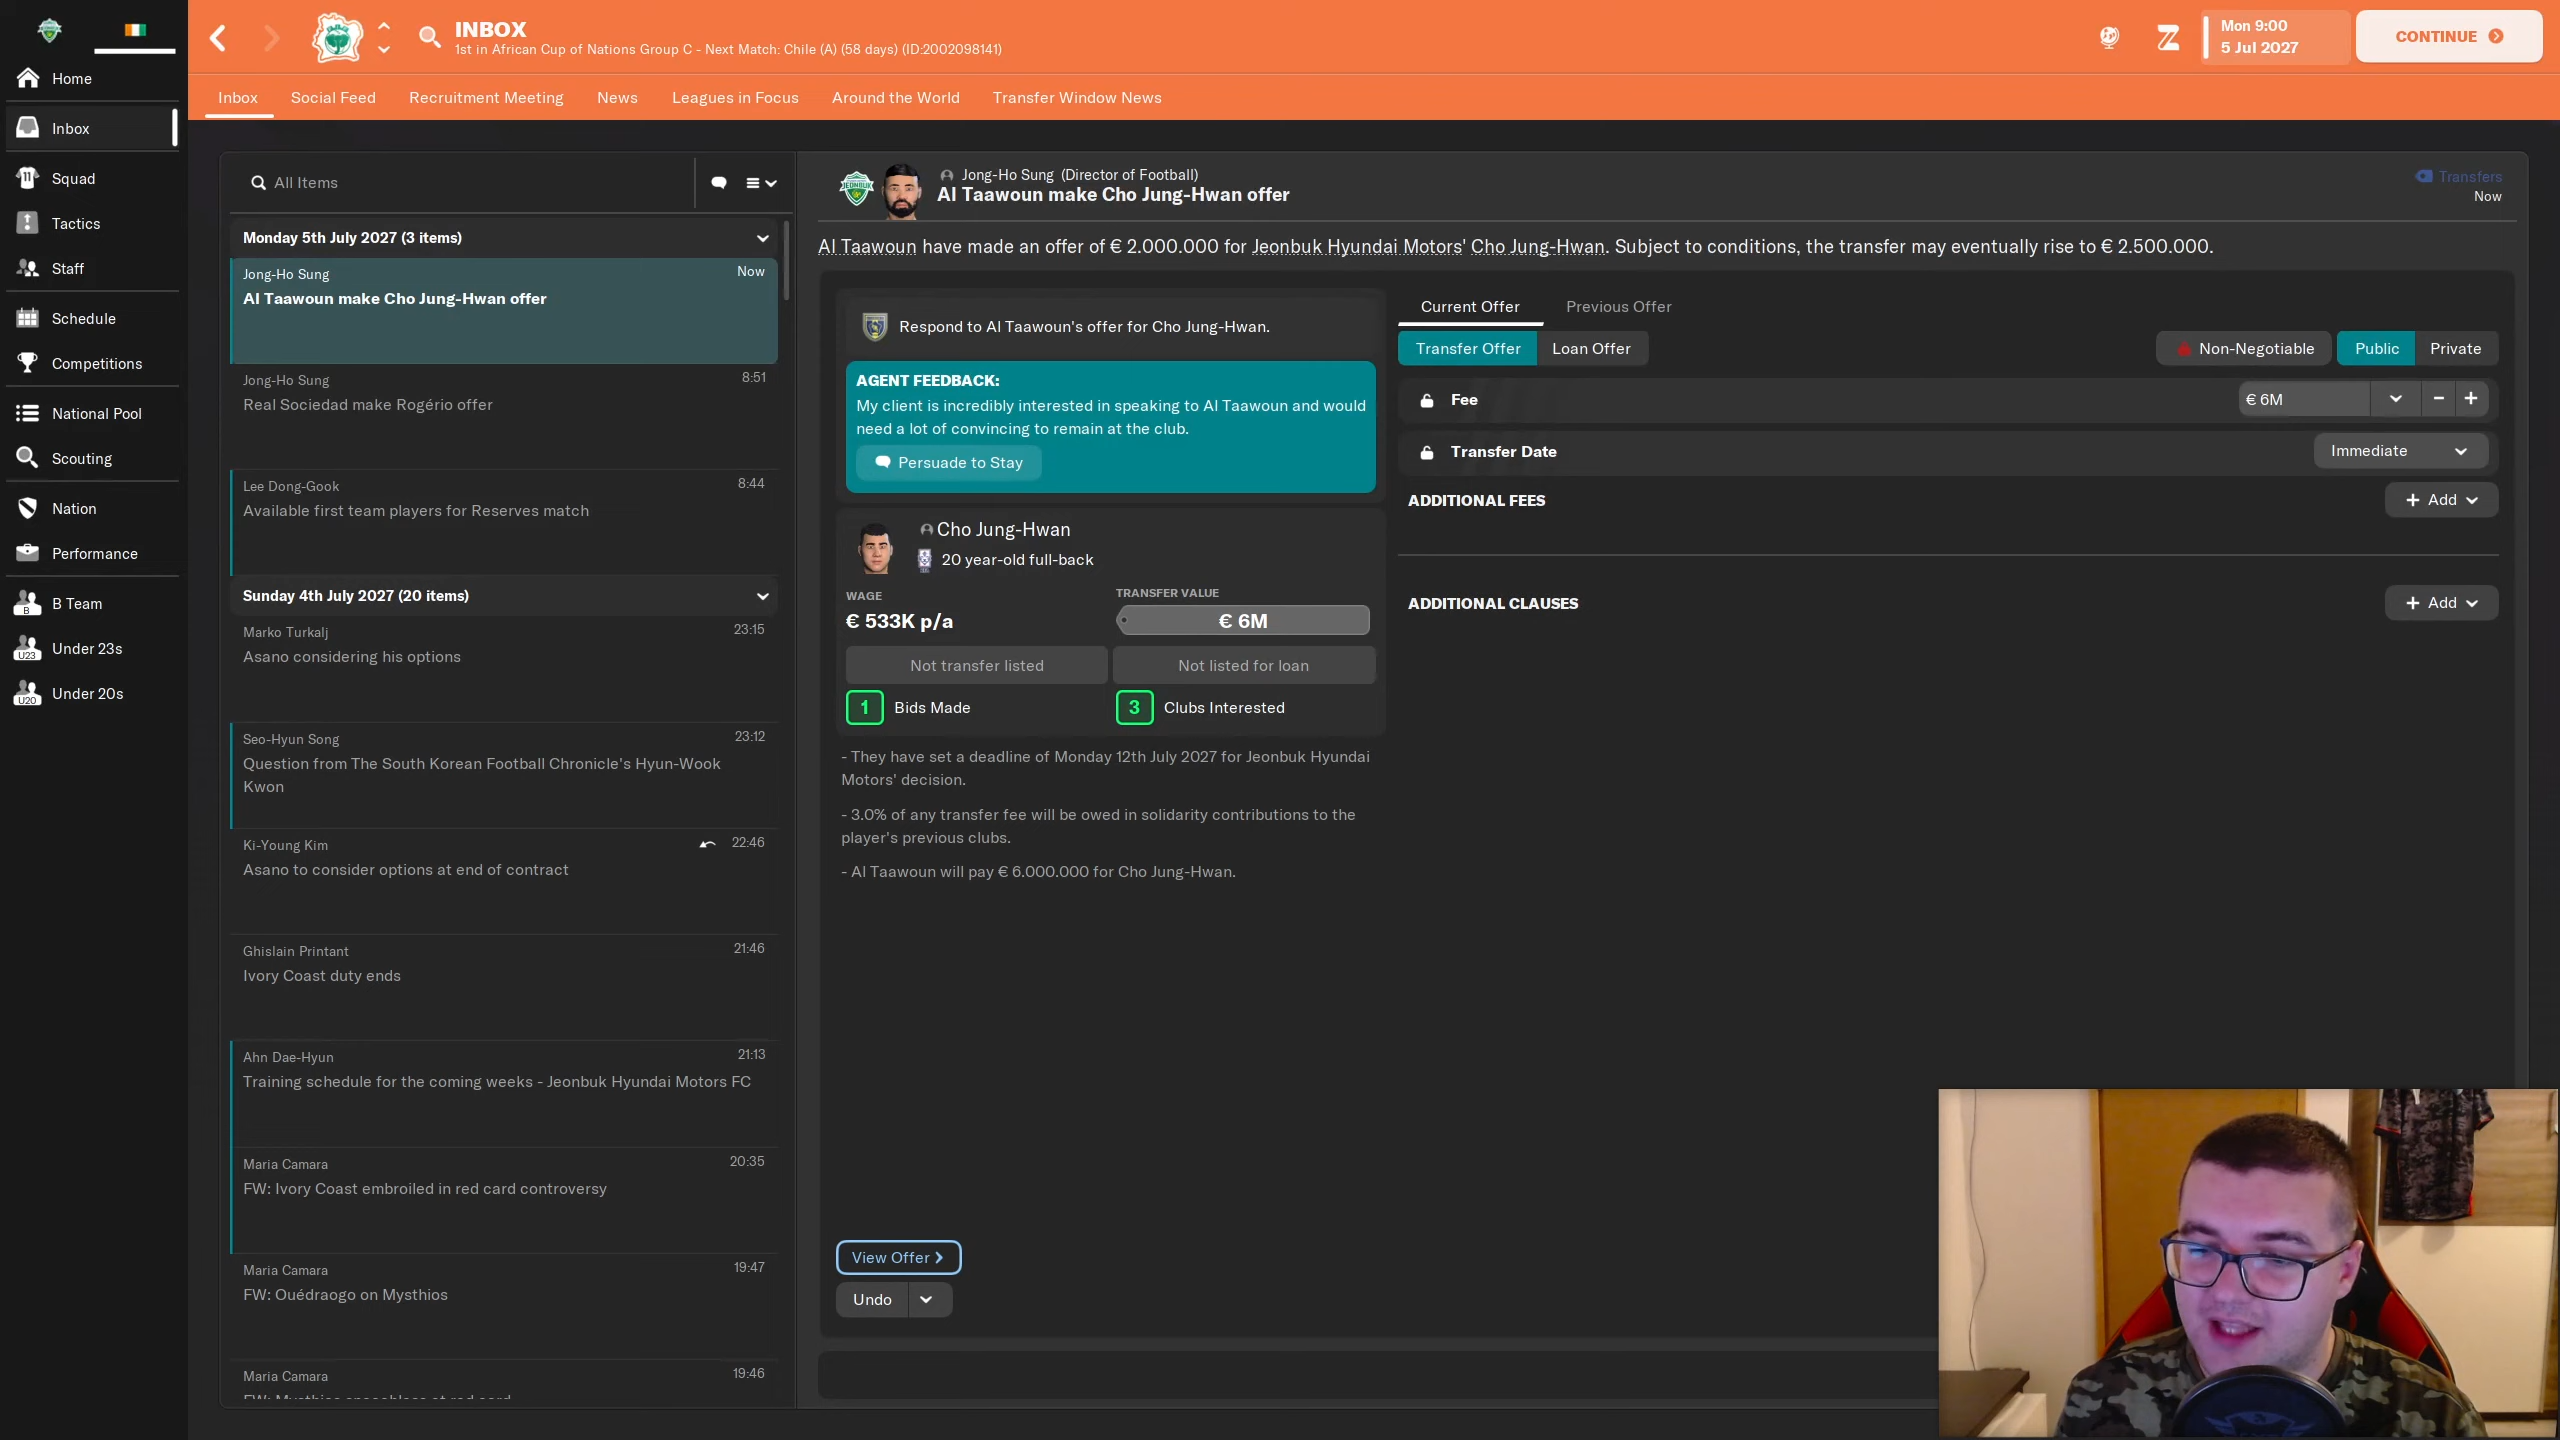 INBOX
1st in African Cup of Nations Group C - Next Match: Chile (A) (58 days) (ID:2002098141)
Mon 9:00
5 Jul 2027
CONTINUE
Inbox
Social Feed
Recruitment Meeting
News
Leagues in Focus
Around the World
Transfer Window News
Home
Inbox
Squad
Tactics
Staff
Schedule
Competitions
National Pool
Scouting
Nation
Performance
B
B Team
U23
Under 23s
U20
Under 20s
All Items
Monday 5th July 2027 (3 items)
Jong-Ho Sung
Now
Al Taawoun make Cho Jung-Hwan offer
Jong-Ho Sung
8:51
Real Sociedad make Rogério offer
Lee Dong-Gook
8:44
Available first team players for Reserves match
Sunday 4th July 2027 (20 items)
Marko Turkalj
23:15
Asano considering his options
Seo-Hyun Song
23:12
Question from The South Korean Football Chronicle's Hyun-Wook
Kwon
Ki-Young Kim
22:46
Asano to consider options at end of contract
Ghislain Printant
21:46
Ivory Coast duty ends
Ahn Dae-Hyun
21:13
Training schedule for the coming weeks - Jeonbuk Hyundai Motors FC
Maria Camara
20:35
FW: Ivory Coast embroiled in red card controversy
Maria Camara
19:47
FW: Ouédraogo on Mysthios
Maria Camara
19:46
FW: Mysthios speechless at red card
Jong-Ho Sung (Director of Football)
Al Taawoun make Cho Jung-Hwan offer
Transfers
Now
Al Taawoun have made an offer of € 2.000.000 for Jeonbuk Hyundai Motors' Cho Jung-Hwan. Subject to conditions, the transfer may eventually rise to € 2.500.000.
Respond to Al Taawoun's offer for Cho Jung-Hwan.
AGENT FEEDBACK:
My client is incredibly interested in speaking to Al Taawoun and would
need a lot of convincing to remain at the club.
Persuade to Stay
Cho Jung-Hwan
20 year-old full-back
WAGE
€ 533K p/a
TRANSFER VALUE
€ 6M
Not transfer listed
Not listed for loan
1 Bids Made
3 Clubs Interested
- They have set a deadline of Monday 12th July 2027 for Jeonbuk Hyundai
Motors' decision.
- 3.0% of any transfer fee will be owed in solidarity contributions to the
player's previous clubs.
- Al Taawoun will pay € 6.000.000 for Cho Jung-Hwan.
View Offer
Undo
Current Offer
Previous Offer
Transfer Offer
Loan Offer
Non-Negotiable
Public
Private
Fee
€ 6M
Transfer Date
Immediate
ADDITIONAL FEES
Add
ADDITIONAL CLAUSES
Add